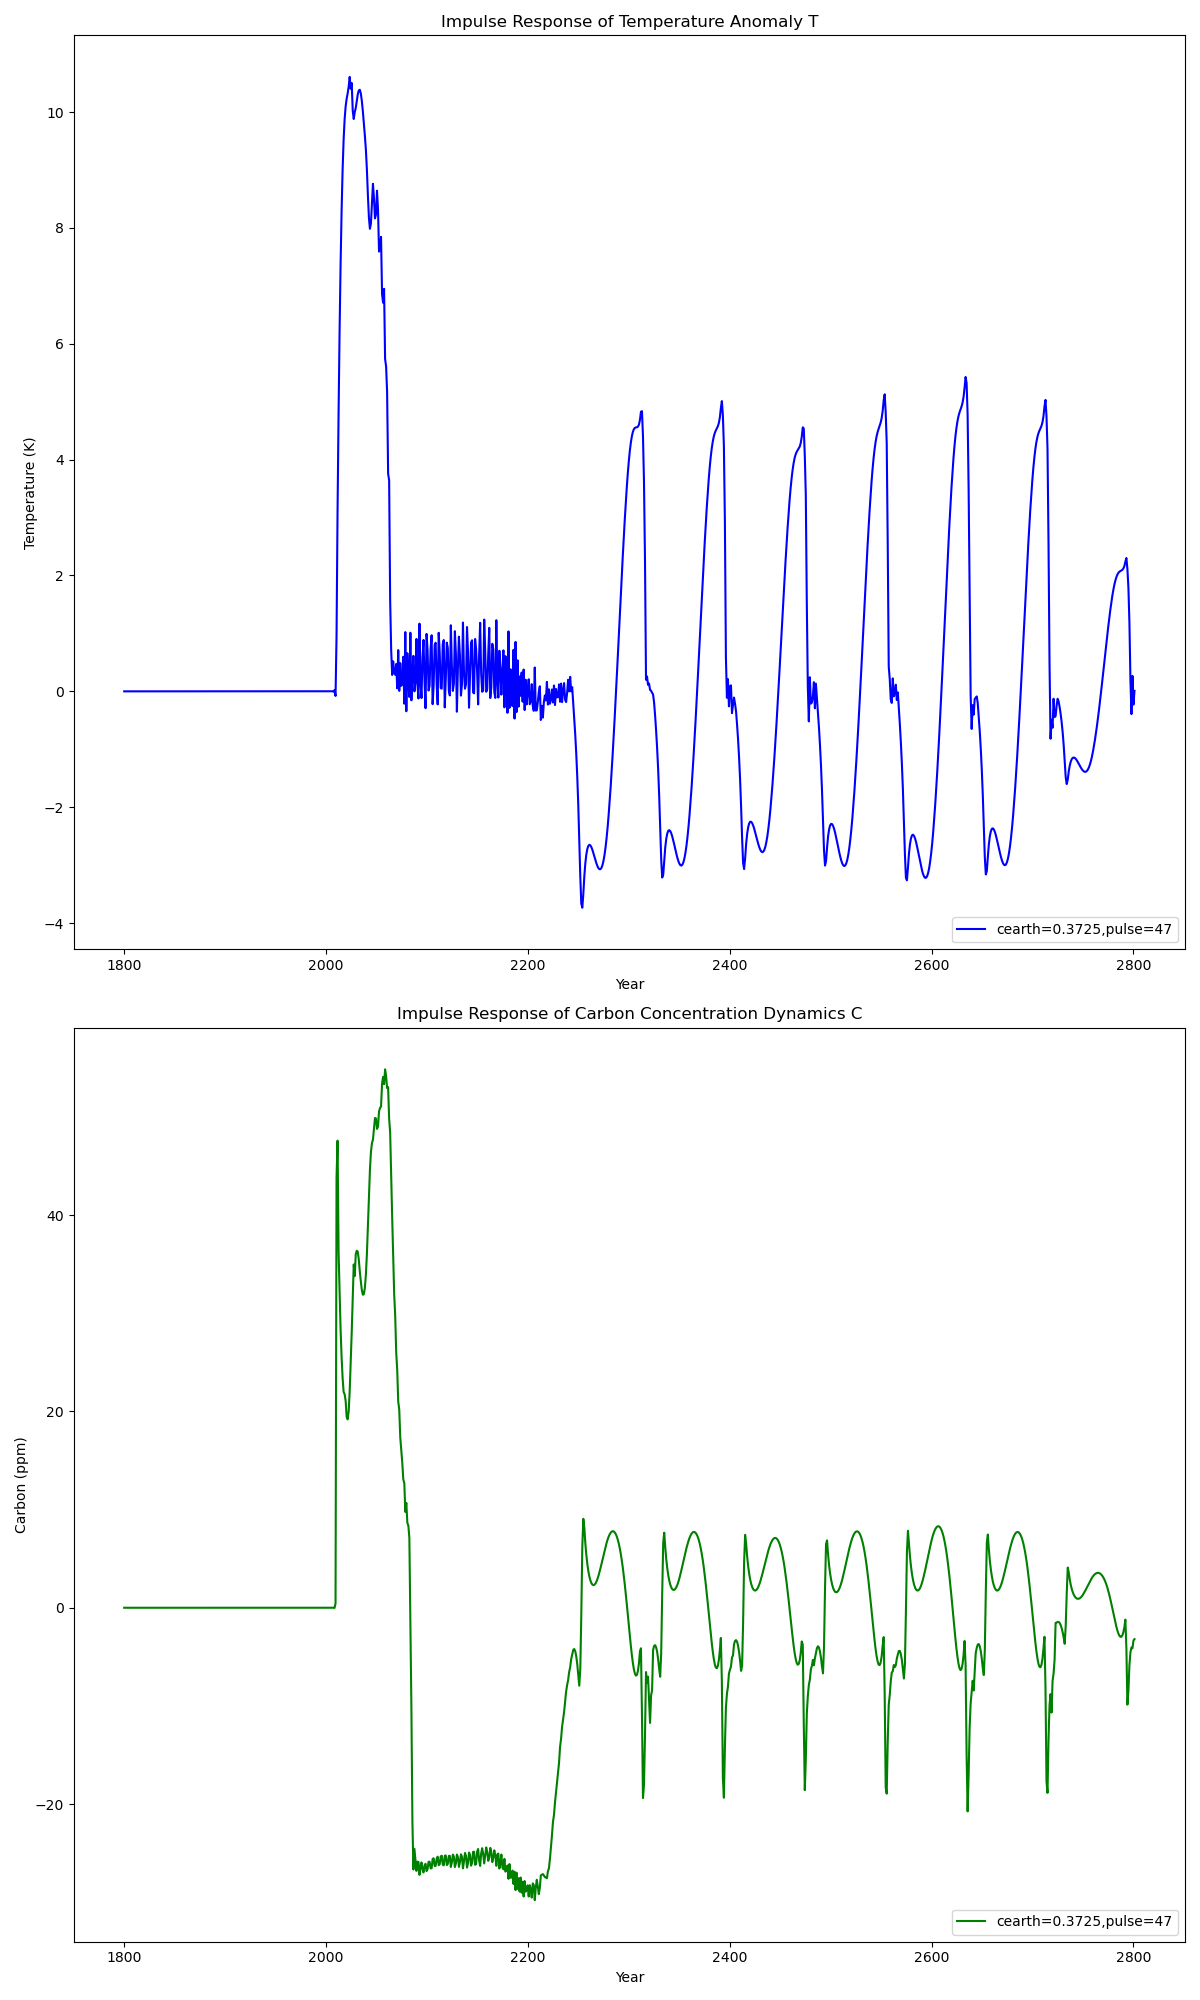 Impulse Response of Temperature Anomaly T
Temperature (K)
10
8
6
4
2
0
−2
−4
1800 2000 2200 2400 2600 2800
Year
cearth=0.3725,pulse=47
Impulse Response of Carbon Concentration Dynamics C
Carbon (ppm)
40
20
0
−20
1800 2000 2200 2400 2600 2800
Year
cearth=0.3725,pulse=47